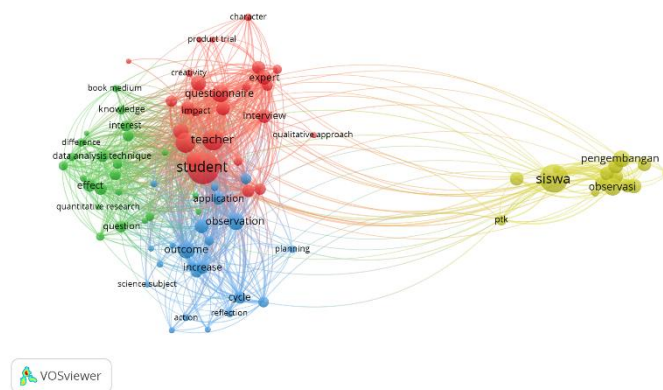 character
product trial
creativity
expert
book medium
questionnaire
knowledge
impact
interview
interest
qualitative approach
difference
teacher
data analysis technique
pengembangan
student
siswa
effect
observasi
application
quantitative research
observation
ptk
question
outcome
planning
increase
science subject
cycle
reflection
action
VOSviewer